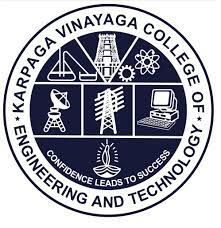 KARPAGA VINAYAGA COLLEGE OF
ENGINEERING AND TECHNOLOGY
CONFIDENCE LEADS TO SUCCESS